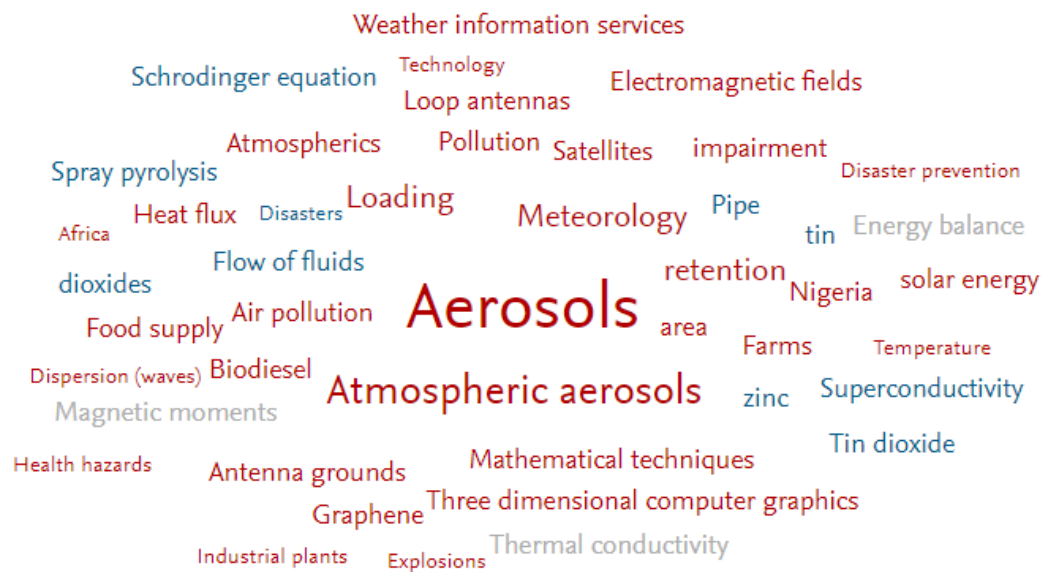 Weather information services
Technology
Schrodinger equation
Electromagnetic fields
Loop antennas
Atmospherics
Pollution
Satellites
impairment
Spray pyrolysis
Disaster prevention
Loading
Heat flux
Disasters
Meteorology
Pipe
Africa
tin
Energy balance
Flow of fluids
dioxides
retention
Nigeria
solar energy
Aerosols
Food supply
Air pollution
area
Farms
Temperature
Dispersion (waves)
Biodiesel
Atmospheric aerosols
zinc
Superconductivity
Magnetic moments
Tin dioxide
Health hazards
Antenna grounds
Mathematical techniques
Graphene
Three dimensional computer graphics
Industrial plants
Explosions
Thermal conductivity